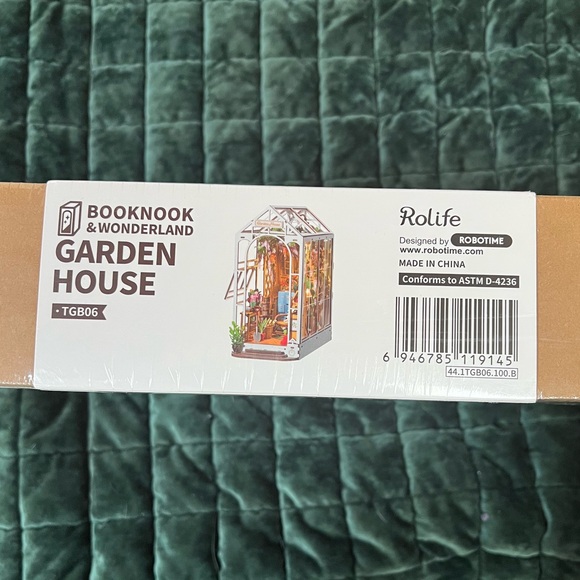 BOOKNOOK
& WONDERLAND
GARDEN
HOUSE
• TGB06
Rolife
Designed by ROBOTIME
www.robotime.com
MADE IN CHINA
Conforms to ASTM D-4236
6 946785 119145
44.1TGB06.100.B